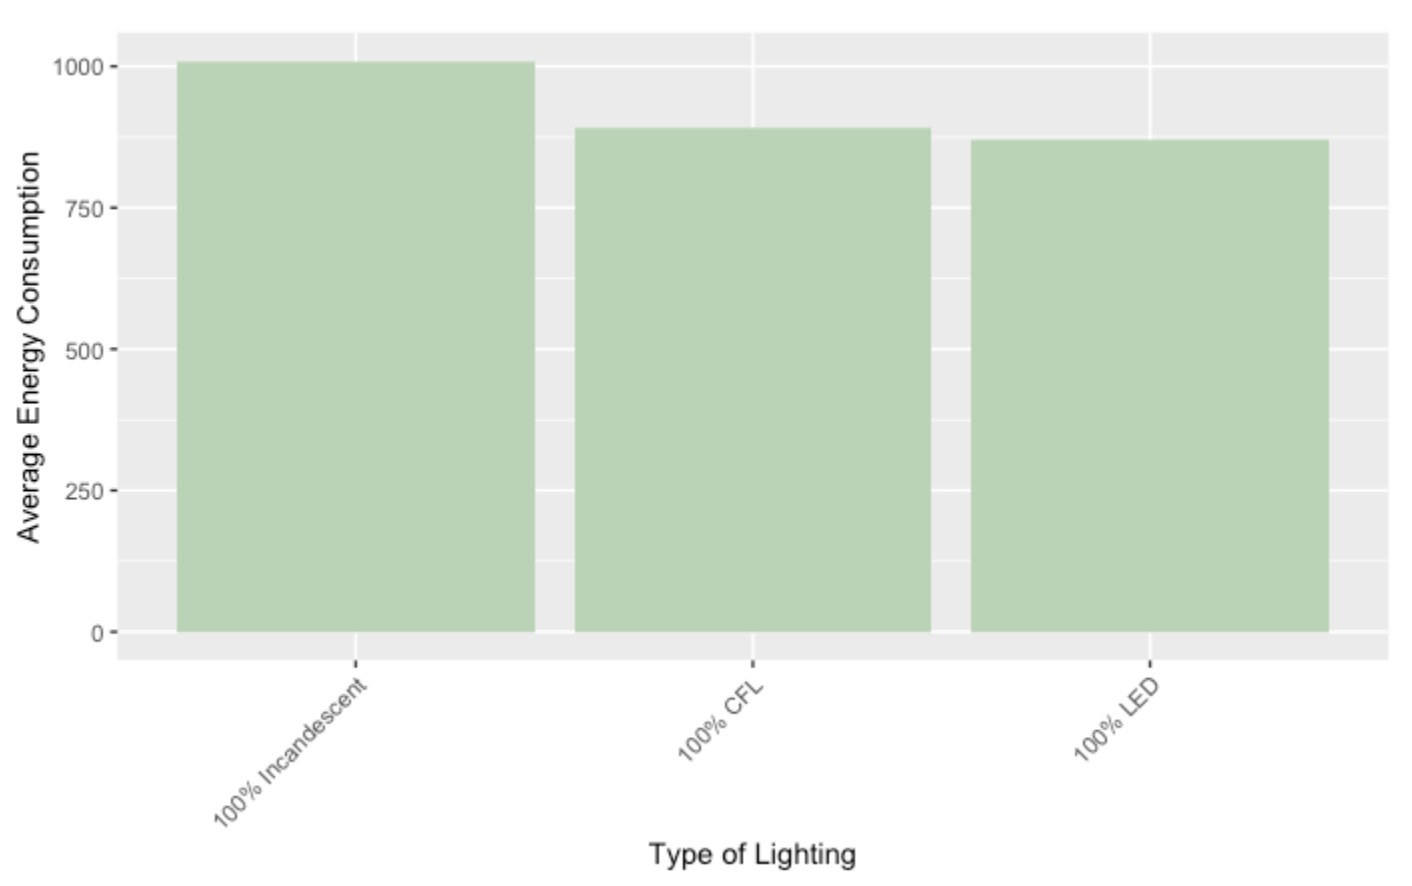 Average Energy Consumption
1000
750
500
250
0
100% Incandescent
100% CFL
100% LED
Type of Lighting